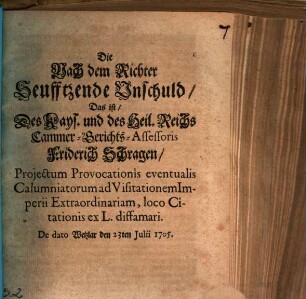 7
Die
Nach dem Richter
Seufftzende Vnschuld/
Das ist/
Des Kays. und des Heil. Reichs
Cammer-Gerichts-Assessoris
Friderich Schragen/
Projectum Provocationis eventualis
Calumniatorum ad Visitationem Im-
perii Extraordinariam, loco Ci-
tationis ex L. diffamari.
De dato Wetzlar den 23ten Julii 1705.